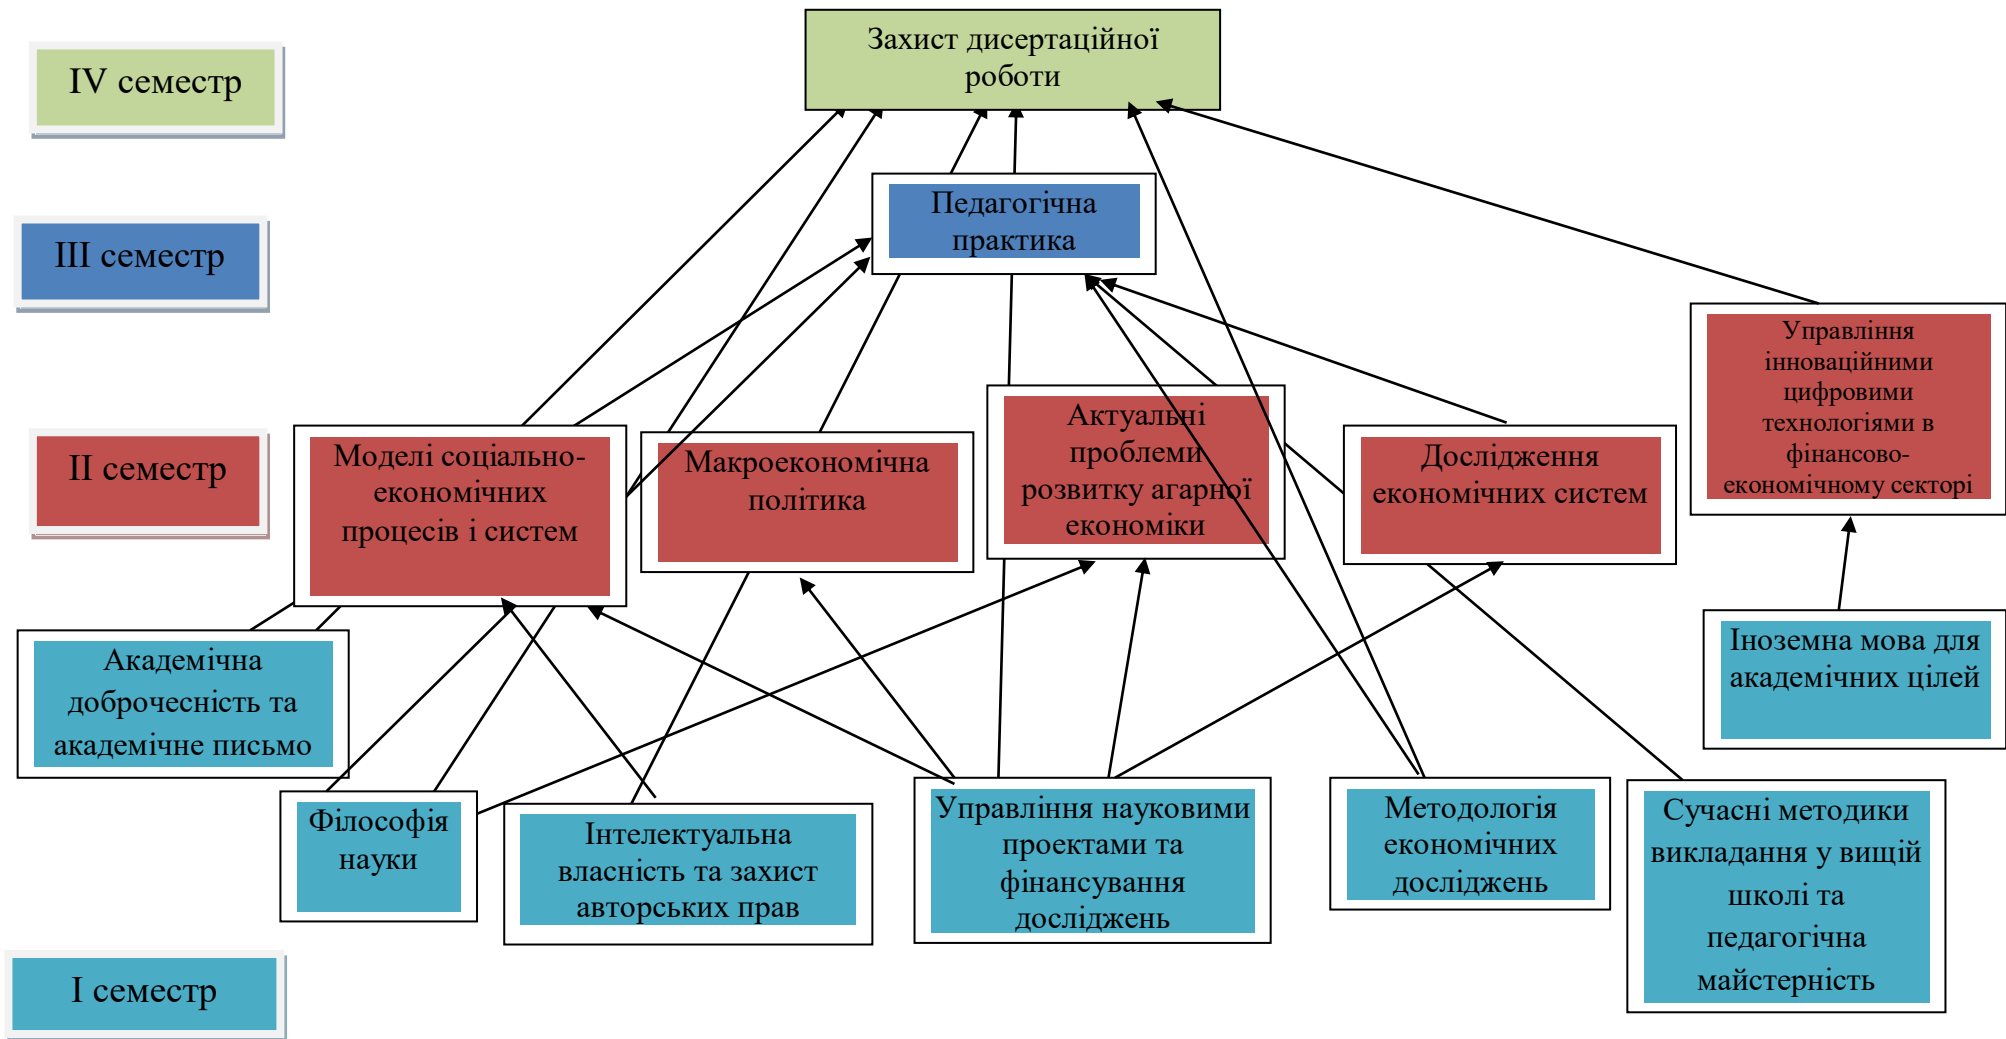 Захист дисертаційної
роботи
IV семестр
Педагогічна
практика
III семестр
Управління
інноваційними
цифровими
технологіями в
фінансово-
економічному секторі
Актуальні
проблеми
розвитку агарної
економіки
Моделі соціально-
економічних
процесів і систем
Макроекономічна
політика
Дослідження
економічних систем
II семестр
Академічна
доброчесність та
академічне письмо
Іноземна мова для
академічних цілей
Філософія
науки
Інтелектуальна
власність та захист
авторських прав
Управління науковими
проектами та
фінансування
досліджень
Методологія
економічних
досліджень
Сучасні методики
викладання у вищій
школі та
педагогічна
майстерність
I семестр